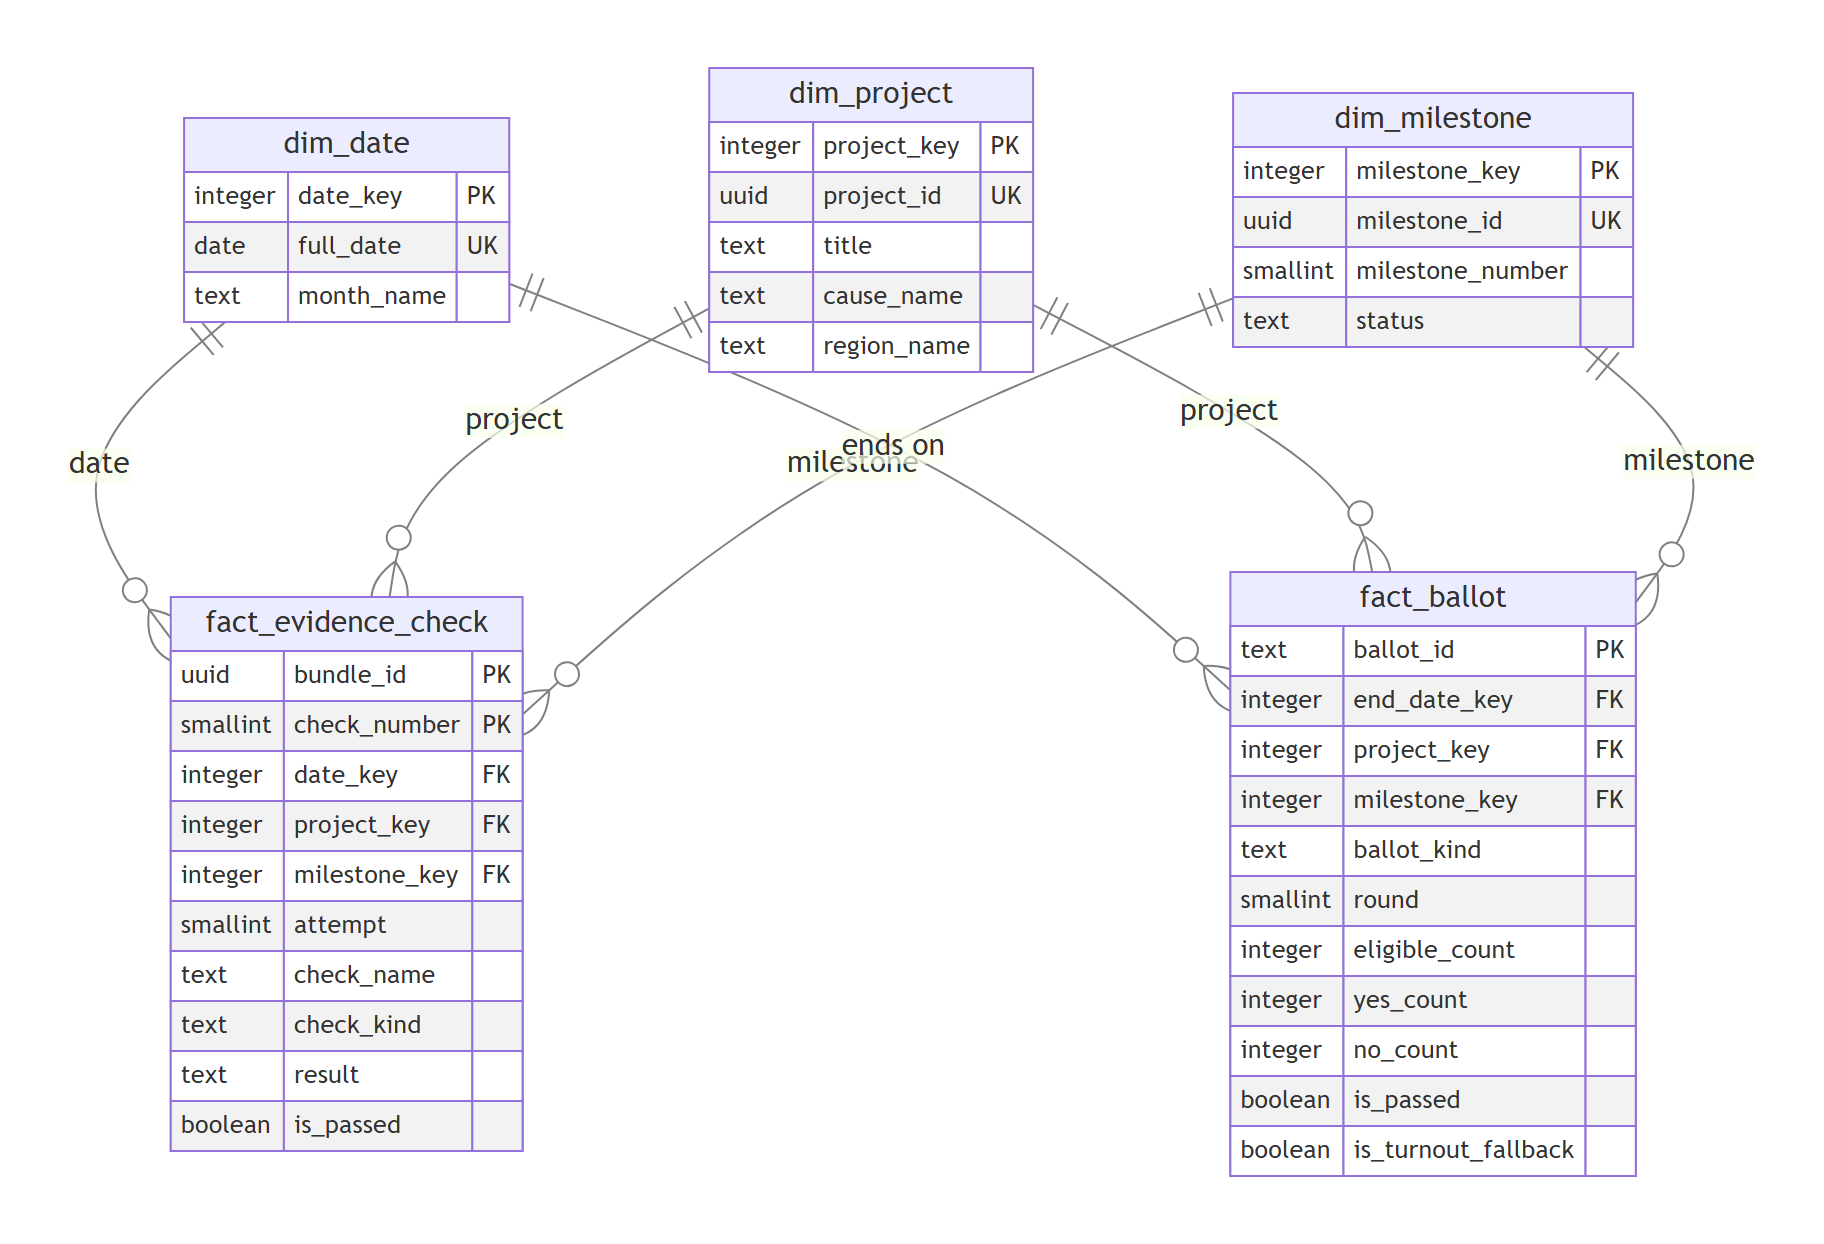 dim_date
integer date_key PK
date full_date UK
text month_name
dim_project
integer project_key PK
uuid project_id UK
text title
text cause_name
text region_name
dim_milestone
integer milestone_key PK
uuid milestone_id UK
smallint milestone_number
text status
date
project
milestone
ends on
project
milestone
fact_evidence_check
uuid bundle_id PK
smallint check_number PK
integer date_key FK
integer project_key FK
integer milestone_key FK
smallint attempt
text check_name
text check_kind
text result
boolean is_passed
fact_ballot
text ballot_id PK
integer end_date_key FK
integer project_key FK
integer milestone_key FK
text ballot_kind
smallint round
integer eligible_count
integer yes_count
integer no_count
boolean is_passed
boolean is_turnout_fallback